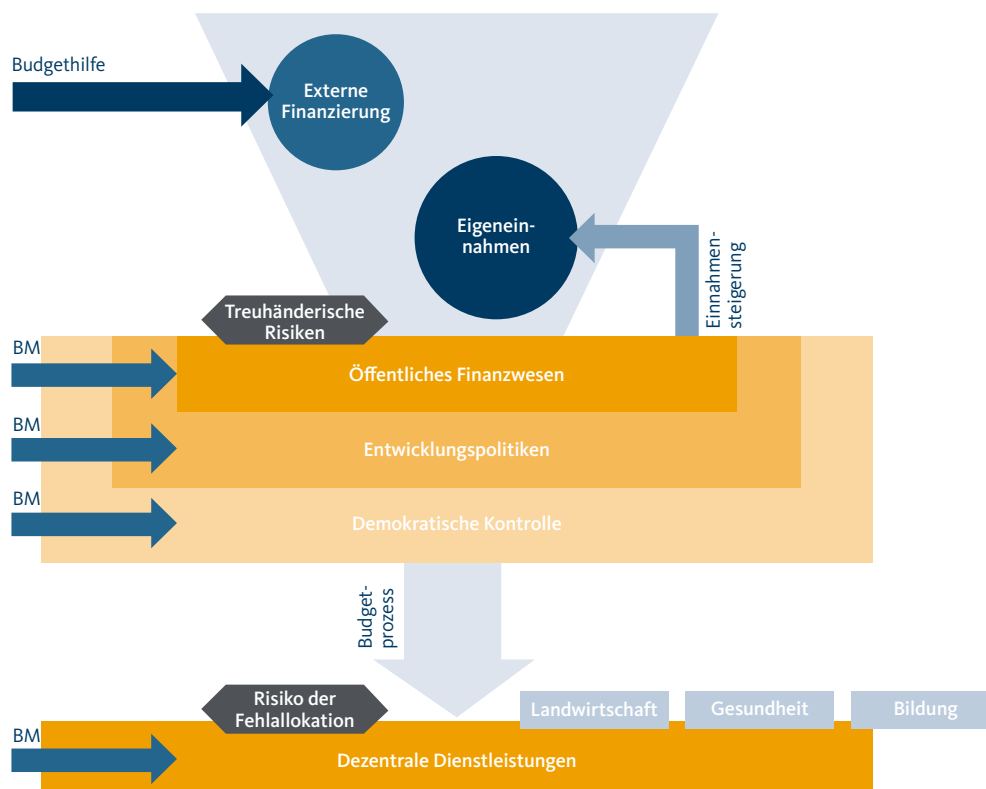 Budgethilfe
Externe
Finanzierung
Eigenein-
nahmen
Einnahmen-
steigerung
Treuhänderische
Risiken
BM
Öffentliches Finanzwesen
BM
Entwicklungspolitiken
BM
Demokratische Kontrolle
Budget-
prozess
Risiko der
Fehlallokation
Landwirtschaft
Gesundheit
Bildung
BM
Dezentrale Dienstleistungen